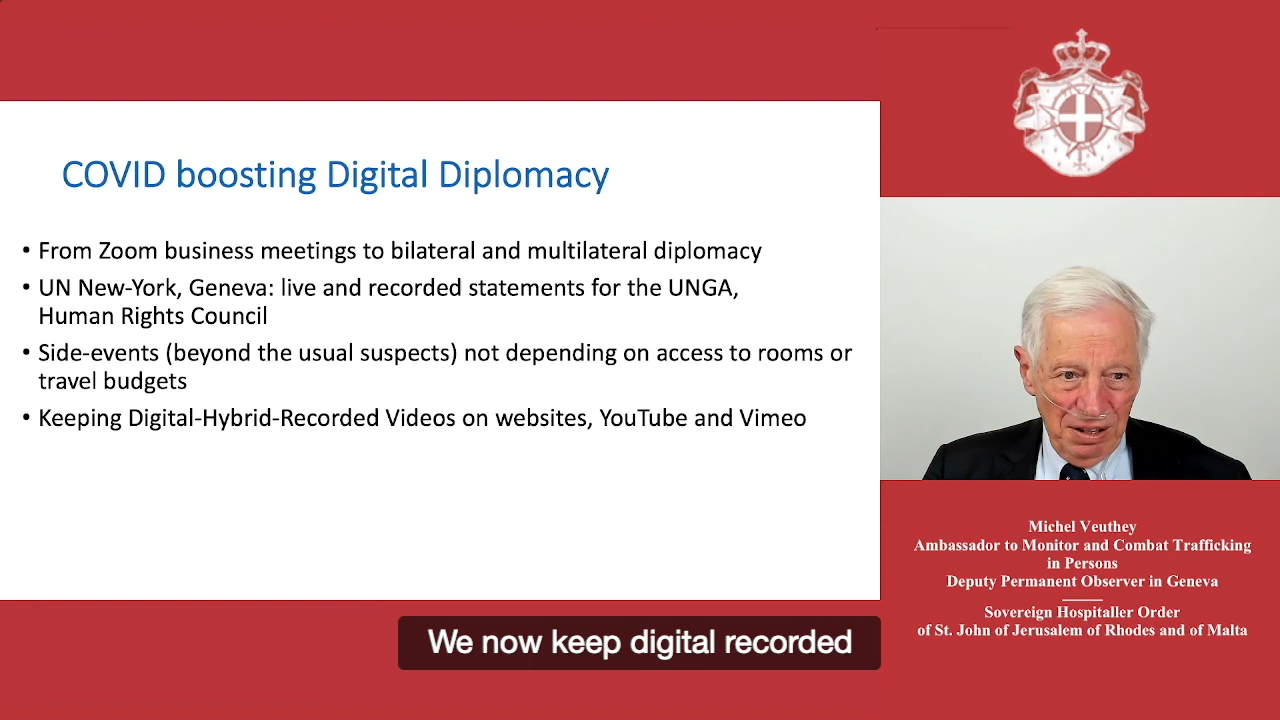 COVID boosting Digital Diplomacy
• From Zoom business meetings to bilateral and multilateral diplomacy
• UN New-York, Geneva: live and recorded statements for the UNGA,
Human Rights Council
• Side-events (beyond the usual suspects) not depending on access to rooms or
travel budgets
• Keeping Digital-Hybrid-Recorded Videos on websites, YouTube and Vimeo
Michel Veuthey
Ambassador to Monitor and Combat Trafficking
in Persons
Deputy Permanent Observer in Geneva
Sovereign Hospitaller Order
of St. John of Jerusalem of Rhodes and of Malta
We now keep digital recorded